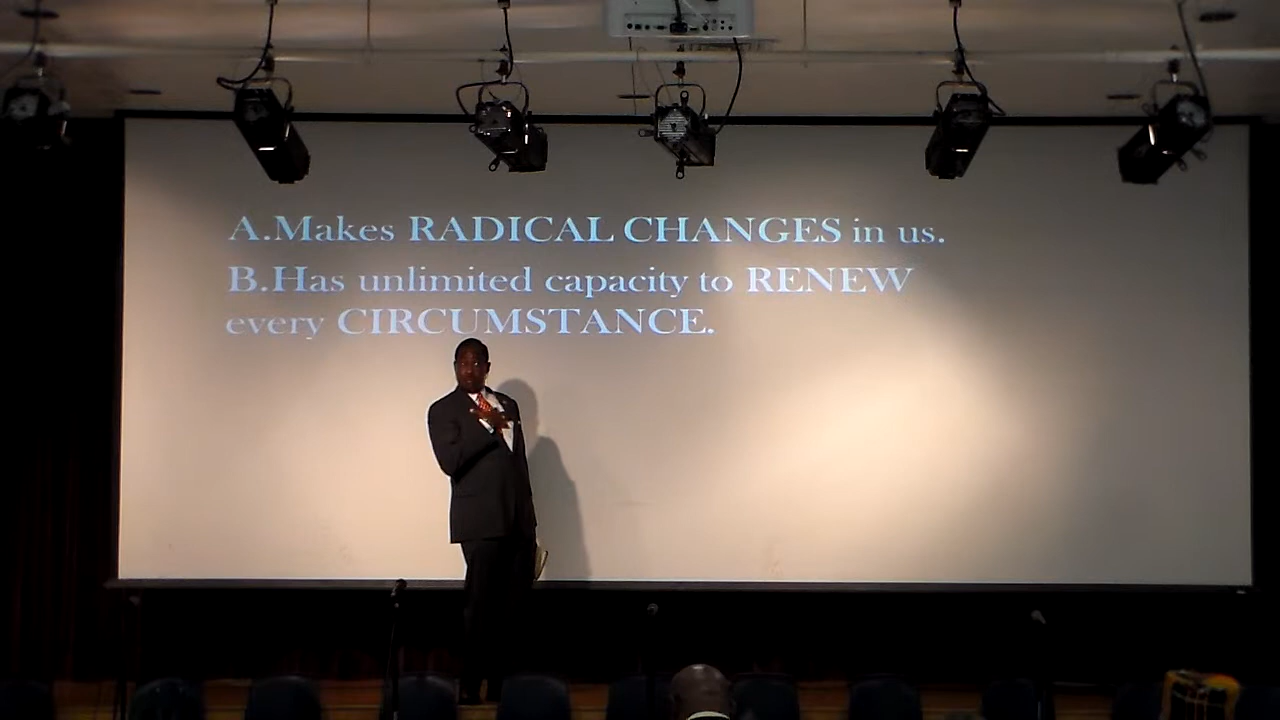 A.Makes RADICAL CHANGES in us.
B.Has unlimited capacity to RENEW
every CIRCUMSTANCE.